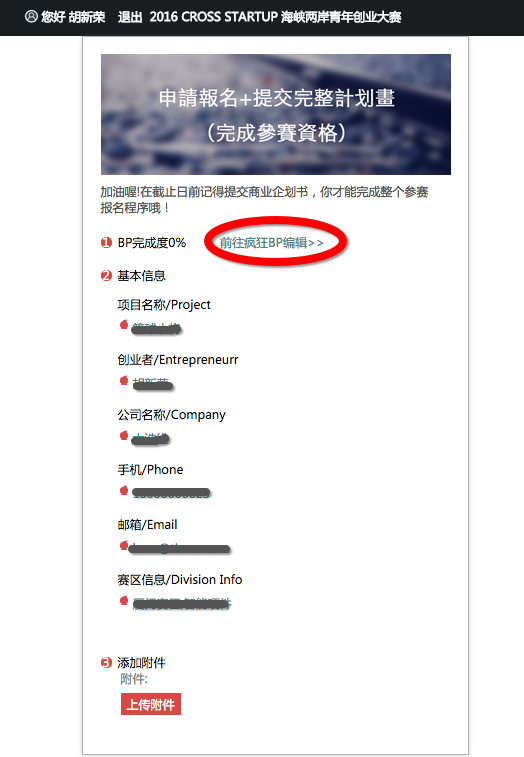 您好 胡新荣 退出 2016 CROSS STARTUP 海峡两岸青年创业大赛
申請報名+提交完整計划畫
（完成參賽資格）
加油喔!在截止日前记得提交商业企划书，你才能完成整个参赛
报名程序哦！
1 BP完成度0% 前往疯狂BP编辑>>
2 基本信息
项目名称/Project
创业者/Entrepreneurr
公司名称/Company
手机/Phone
邮箱/Email
赛区信息/Division Info
3 添加附件
附件:
上传附件